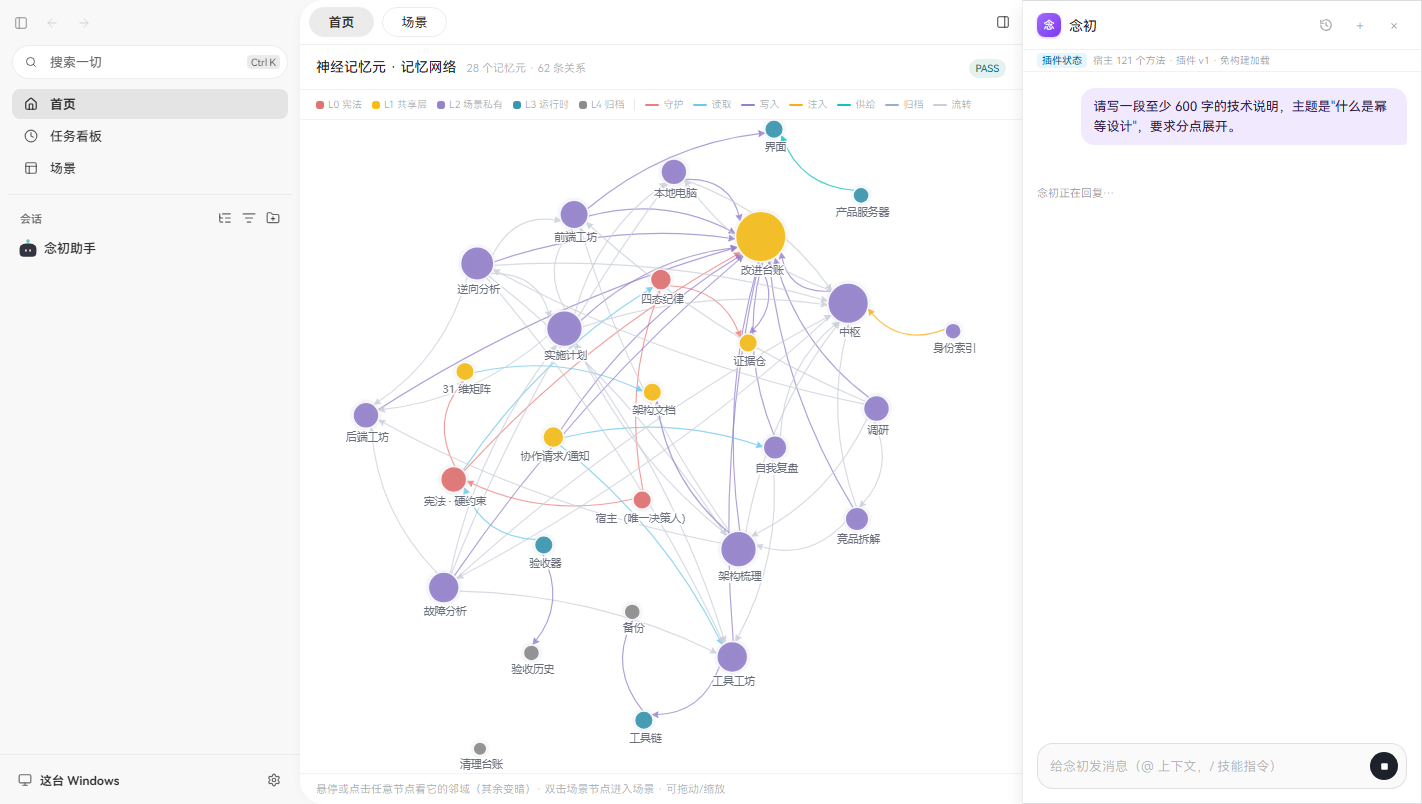 搜索一切
Ctrl K
首页
任务看板
场景
会话
念初助手
这台 Windows
首页
场景
神经记忆元 · 记忆网络
28 个记忆元 · 62 条关系
PASS
L0 宪法
L1 共享层
L2 场景私有
L3 运行时
L4 归档
守护
读取
写入
注入
供给
归档
流转
界面
本地电脑
产品服务器
前端工坊
改进台账
逆向分析
四态纪律
中枢
实施计划
证据仓
身份索引
31 维矩阵
架构文档
后端工坊
调研
协作请求/通知
自我复盘
宪法 · 硬约束
宿主（唯一决策人）
竞品拆解
验收器
架构梳理
故障分析
备份
验收历史
工具工坊
工具链
清理台账
悬停或点击任意节点看它的邻域（其余变暗）· 双击场景节点进入场景 · 可拖动/缩放
念
念初
插件状态
宿主 121 个方法 · 插件 v1 · 免构建加载
请写一段至少 600 字的技术说明，主题是"什么是幂
等设计"，要求分点展开。
念初正在回复…
给念初发消息（@ 上下文，/ 技能指令）